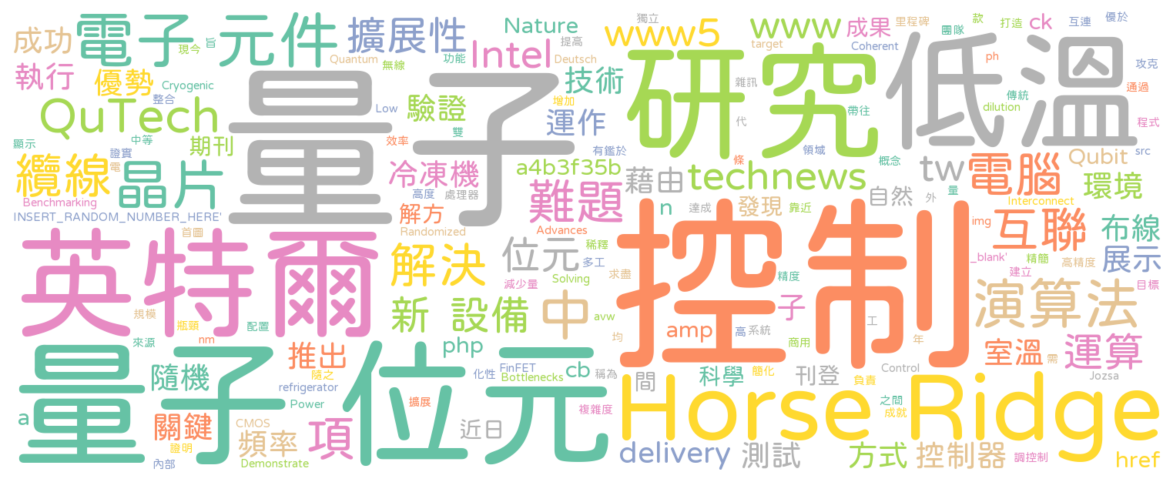 成功
電子
元件
擴展性
Nature
獨立
www5
www
成果
里程碑
款
打造
互連
優於
現今
旨
功能
Intel
提高
ck
團隊
執行
優勢
Quantum
無線
Deutsch
技術
target
Coherent
攻克
Cryogenic
研究
低溫
ph
通過
QuTech
整合
量子
Low
增加
雜訊
帶往
傳統
dilution
程式
驗證
運作
代
顯示
中等
證實
期刊
效率
雙
有鑑於
條
領域
概念
src
纜線
晶片
電
冷凍機
a4b3f35b
藉由
technews
tw
電腦
Qubit
環境
Benchmarking
高度
處理器
難題
自然
外
量
Interconnect
INSERT_RANDOM_NUMBER_HERE'
解方
n
達成
發現
靠近
img
互聯
布線
首圖
Randomized
Advances
英特爾
解決
位元
稀釋
多工
求盡
控制
精度
_blank'
精簡
高精度
展示
減少量
Solving
建立
目標
規模
瓶頸
配置
新
設備
中
avw
子
演算法
均
amp
高
系統
商用
工
年
來源
nm
推出
php
室溫
需
運算
隨機
隨之
FinFET
化性
Bottlenecks
cb
稱為
間
科學
簡化
刊登
負責
Control
Jozsa
refrigerator
量子位元
Horse Ridge
a
Power
擴展
複雜度
之間
成就
關鍵
CMOS
頻率
項
近日
證明
內部
Demonstrate
delivery
測試
方式
控制器
調控制
href